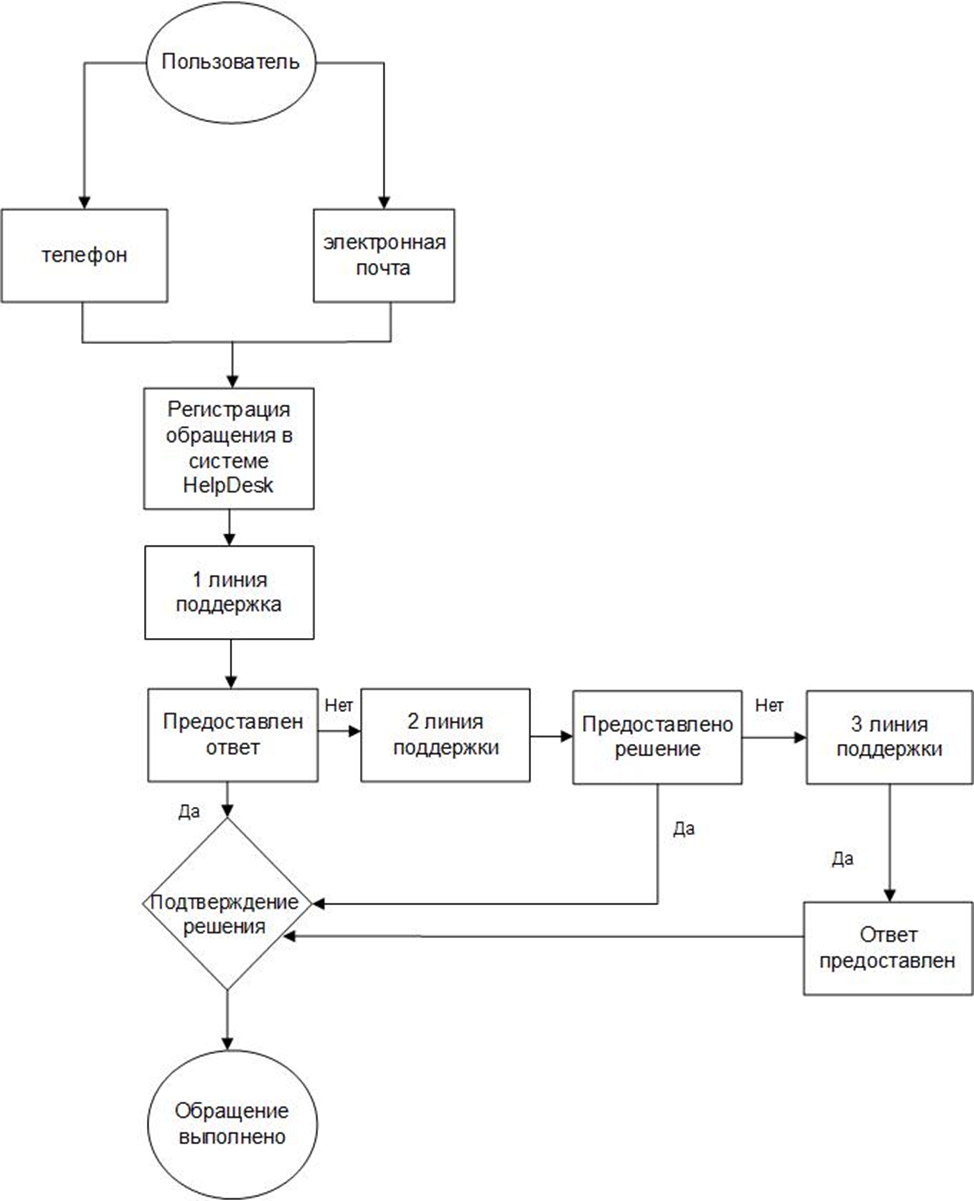 Пользователь
телефон
электронная
почта
Регистрация
обращения в
системе
HelpDesk
1 линия
поддержка
Предоставлен
ответ
Нет
2 линия
поддержки
Предоставлено
решение
Нет
3 линия
поддержки
Да
Да
Да
Подтверждение
решения
Ответ
предоставлен
Обращение
выполнено